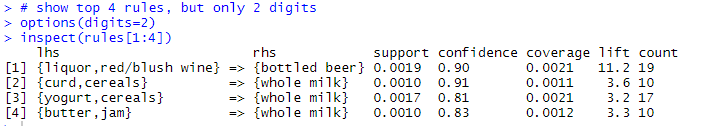 > # show top 4 rules, but only 2 digits
> options(digits=2)
> inspect(rules[1:4])
    lhs                        rhs            support confidence coverage lift count
[1] {liquor,red/blush wine} => {bottled beer} 0.0019  0.90       0.0021   11.2 19
[2] {curd,cereals}          => {whole milk}   0.0010  0.91       0.0011    3.6 10
[3] {yogurt,cereals}        => {whole milk}   0.0017  0.81       0.0021    3.2 17
[4] {butter,jam}            => {whole milk}   0.0010  0.83       0.0012    3.3 10